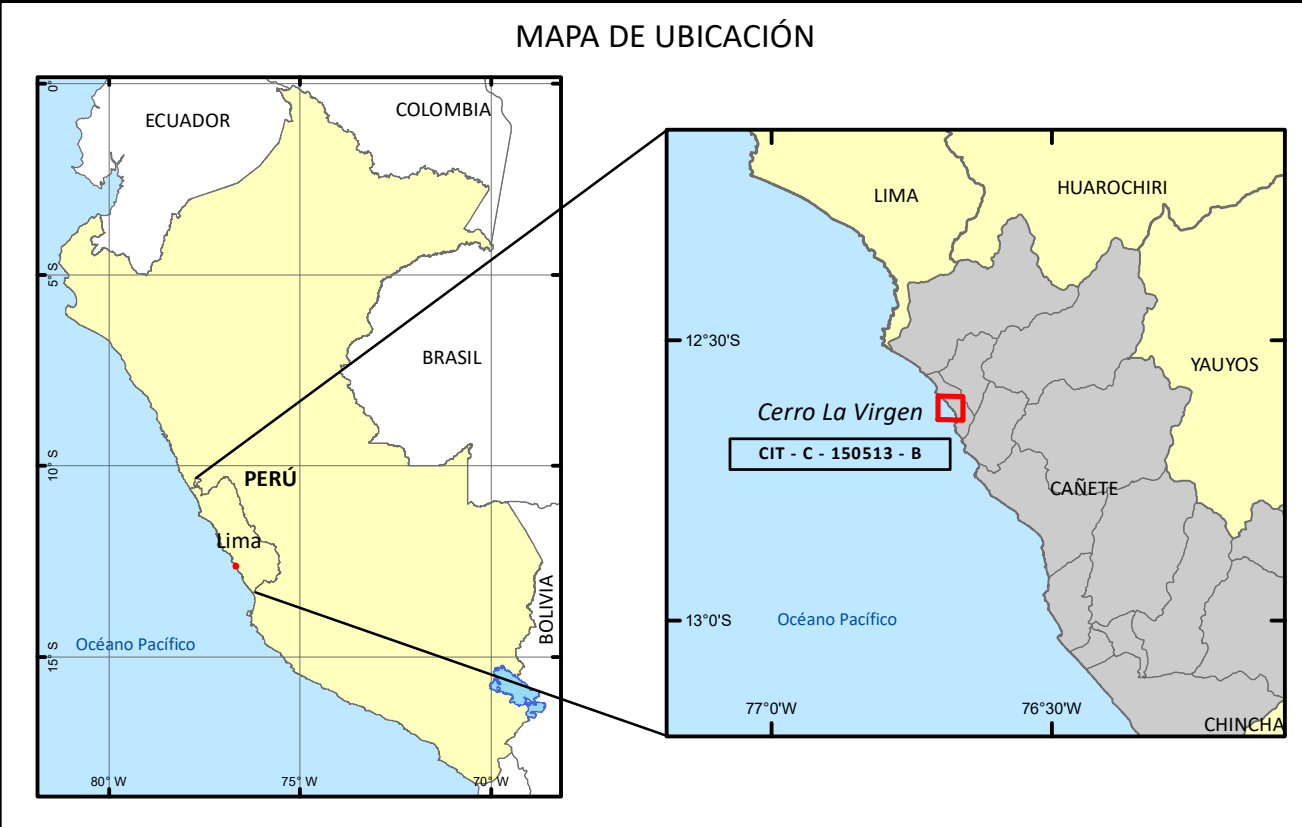 MAPA DE UBICACIÓN
0°
ECUADOR
COLOMBIA
5° S
BRASIL
10° S
PERÚ
Lima
BOLIVIA
Océano Pacífico
15° S
80° W
75° W
70° W
LIMA
HUAROCHIRI
12°30'S
YAUYOS
Cerro La Virgen
CIT - C - 150513 - B
CAÑETE
13°0'S
Océano Pacífico
77°0'W
76°30'W
CHINCHA